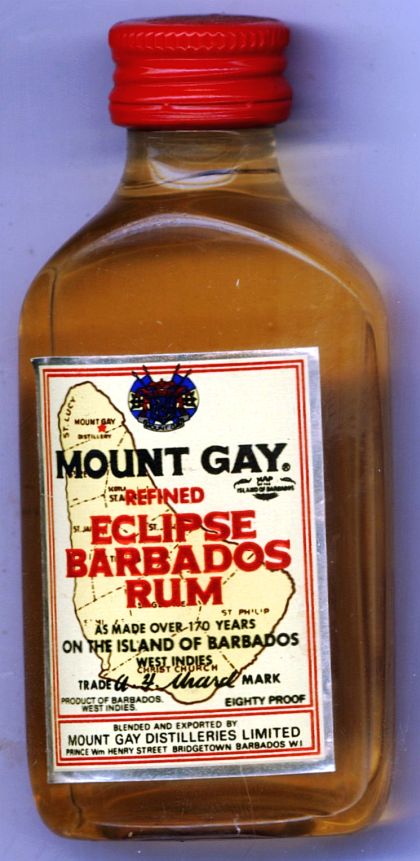 ST. LUCY
MOUNT GAY
DISTILLERY
MOUNT GAY®
MAP
OF THE
ISLAND OF BARBADOS
REFINED
ECLIPSE
BARBADOS
RUM
ST PHILIP
AS MADE OVER 170 YEARS
ON THE ISLAND OF BARBADOS
WEST INDIES
CHRIST CHURCH
TRADE MARK
PRODUCT OF BARBADOS.
WEST INDIES.
EIGHTY PROOF
BLENDED AND EXPORTED BY
MOUNT GAY DISTILLERIES LIMITED
PRINCE Wm HENRY STREET BRIDGETOWN BARBADOS W I